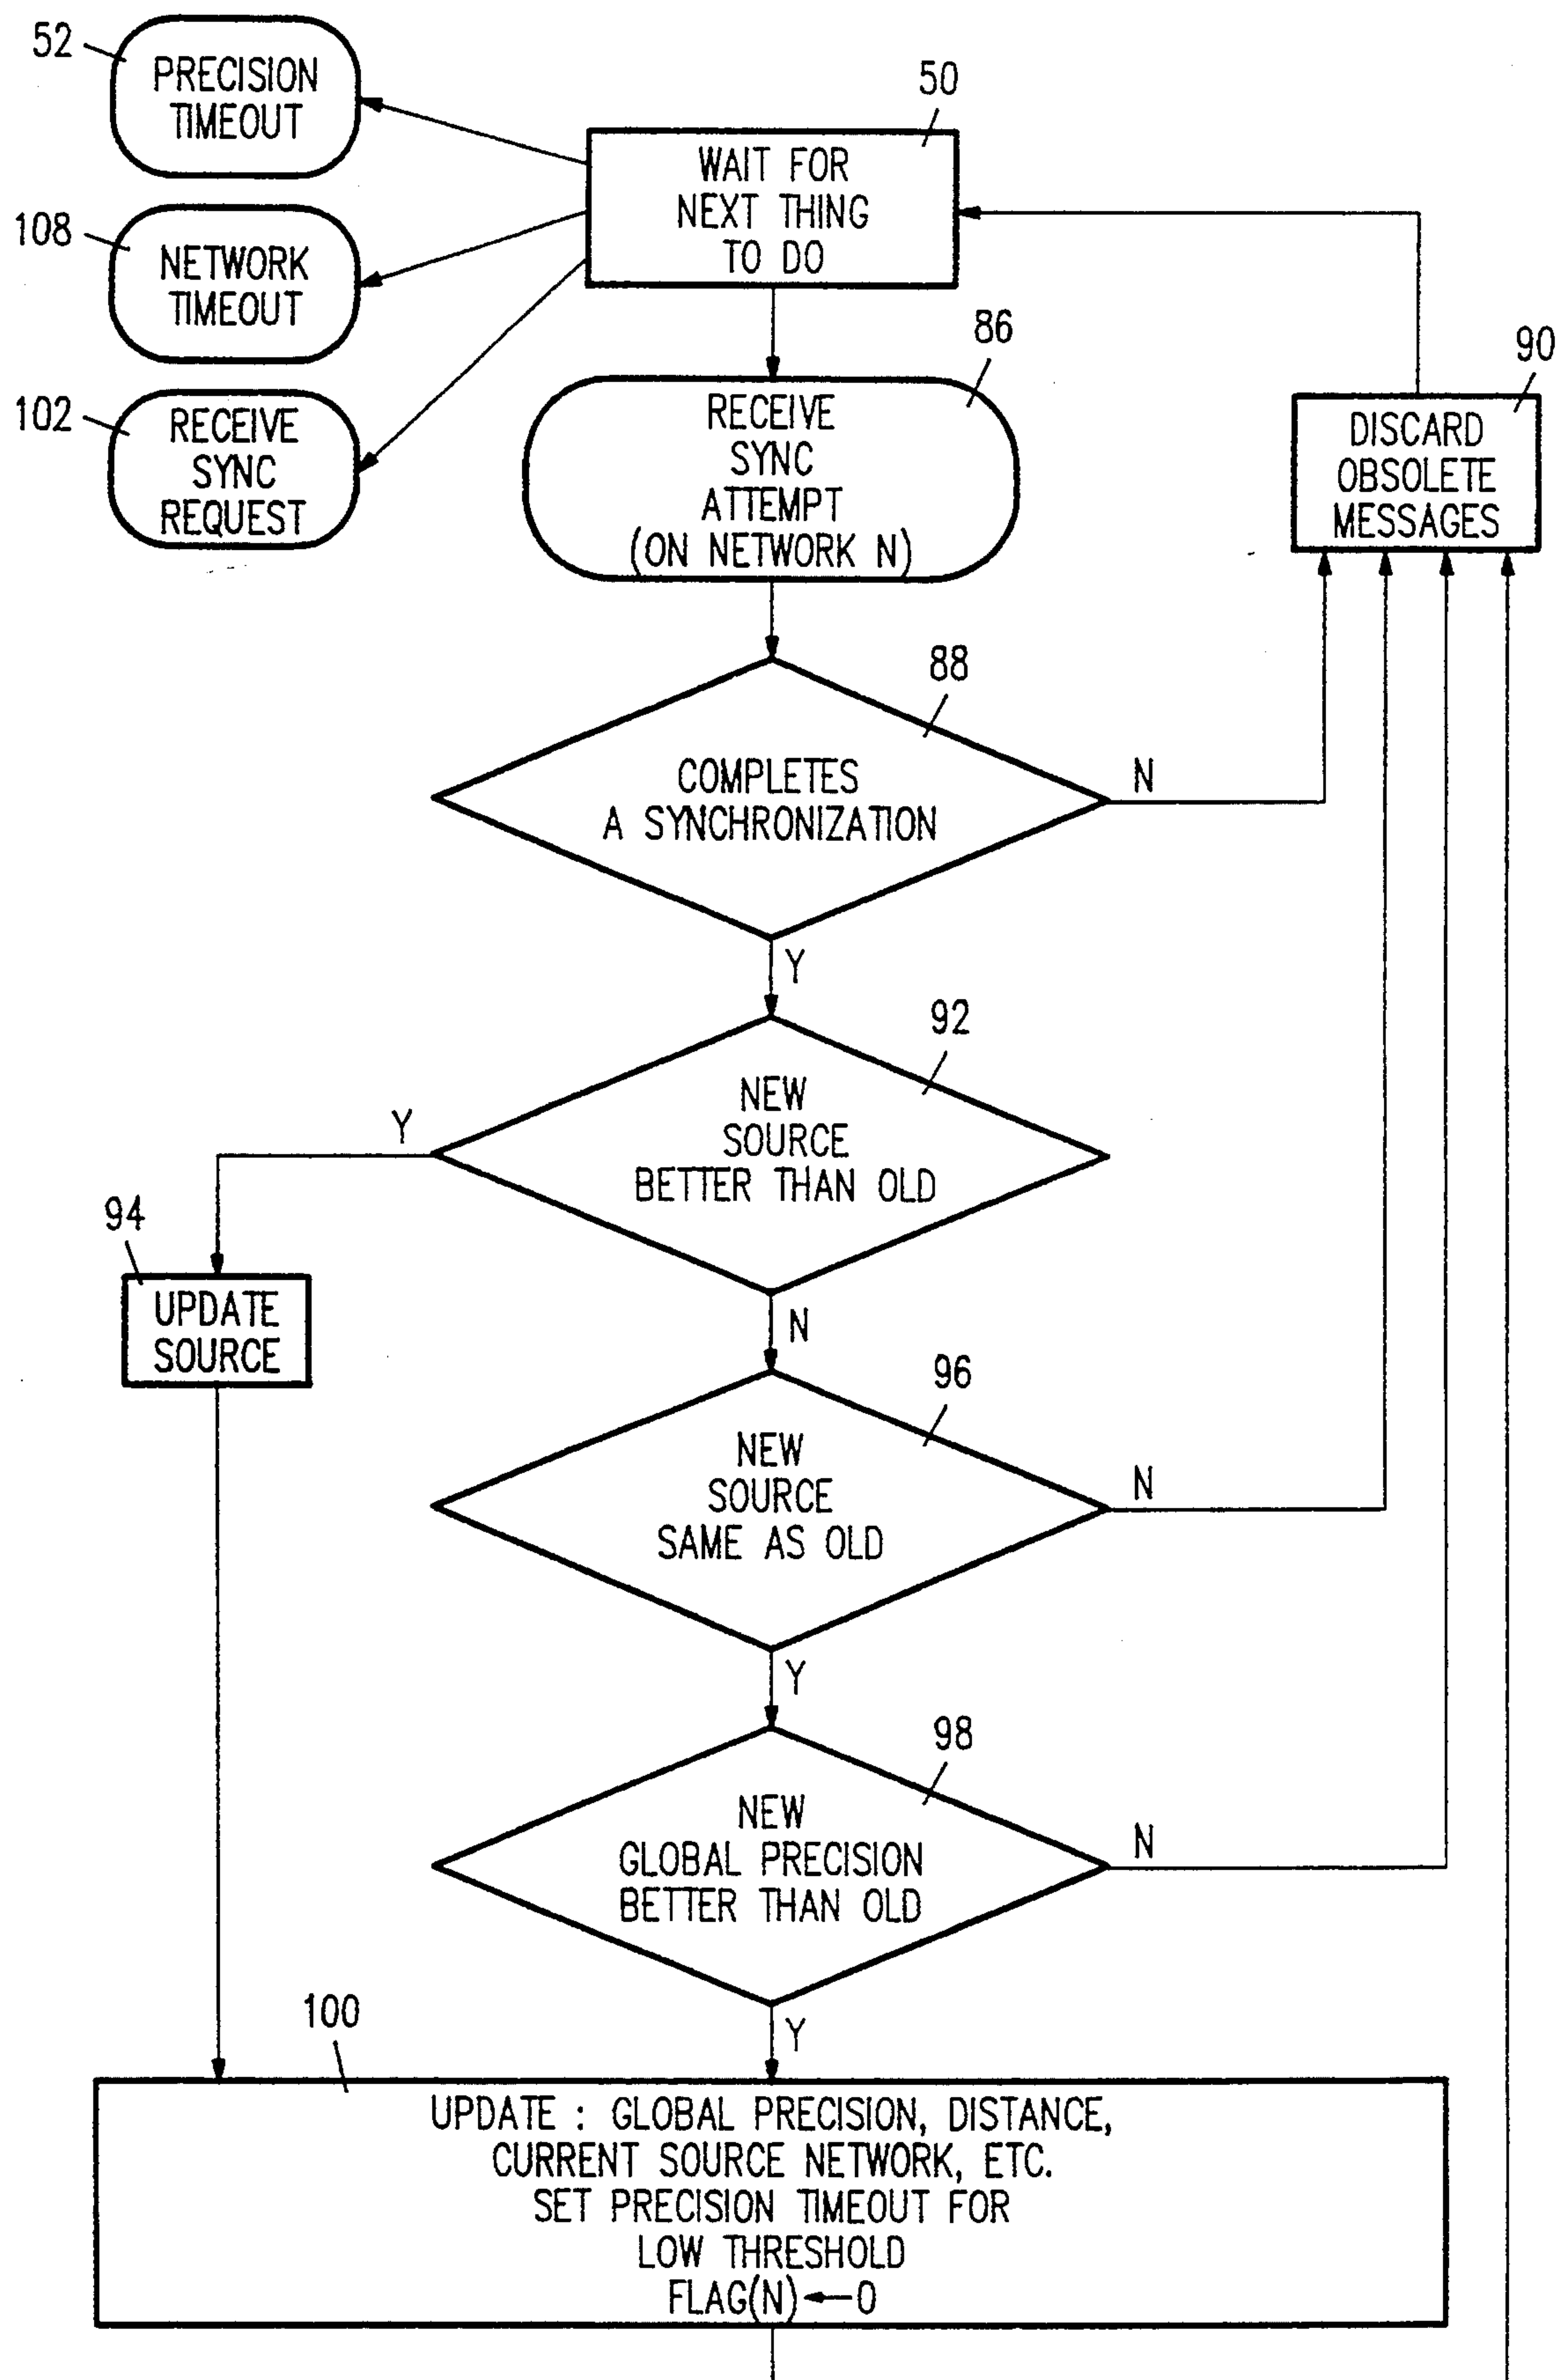 52
PRECISION
TIMEOUT
50
WAIT FOR
NEXT THING
TO DO
108
NETWORK
TIMEOUT
86
90
102
RECEIVE
SYNC
REQUEST
RECEIVE
SYNC
ATTEMPT
(ON NETWORK N)
DISCARD
OBSOLETE
MESSAGES
88
COMPLETES
A SYNCHRONIZATION
N
Y
92
NEW
SOURCE
BETTER THAN OLD
Y
94
UPDATE
SOURCE
N
96
NEW
SOURCE
SAME AS OLD
N
Y
98
NEW
GLOBAL PRECISION
BETTER THAN OLD
N
Y
100
UPDATE : GLOBAL PRECISION, DISTANCE,
CURRENT SOURCE NETWORK, ETC.
SET PRECISION TIMEOUT FOR
LOW THRESHOLD
FLAG(N)←0